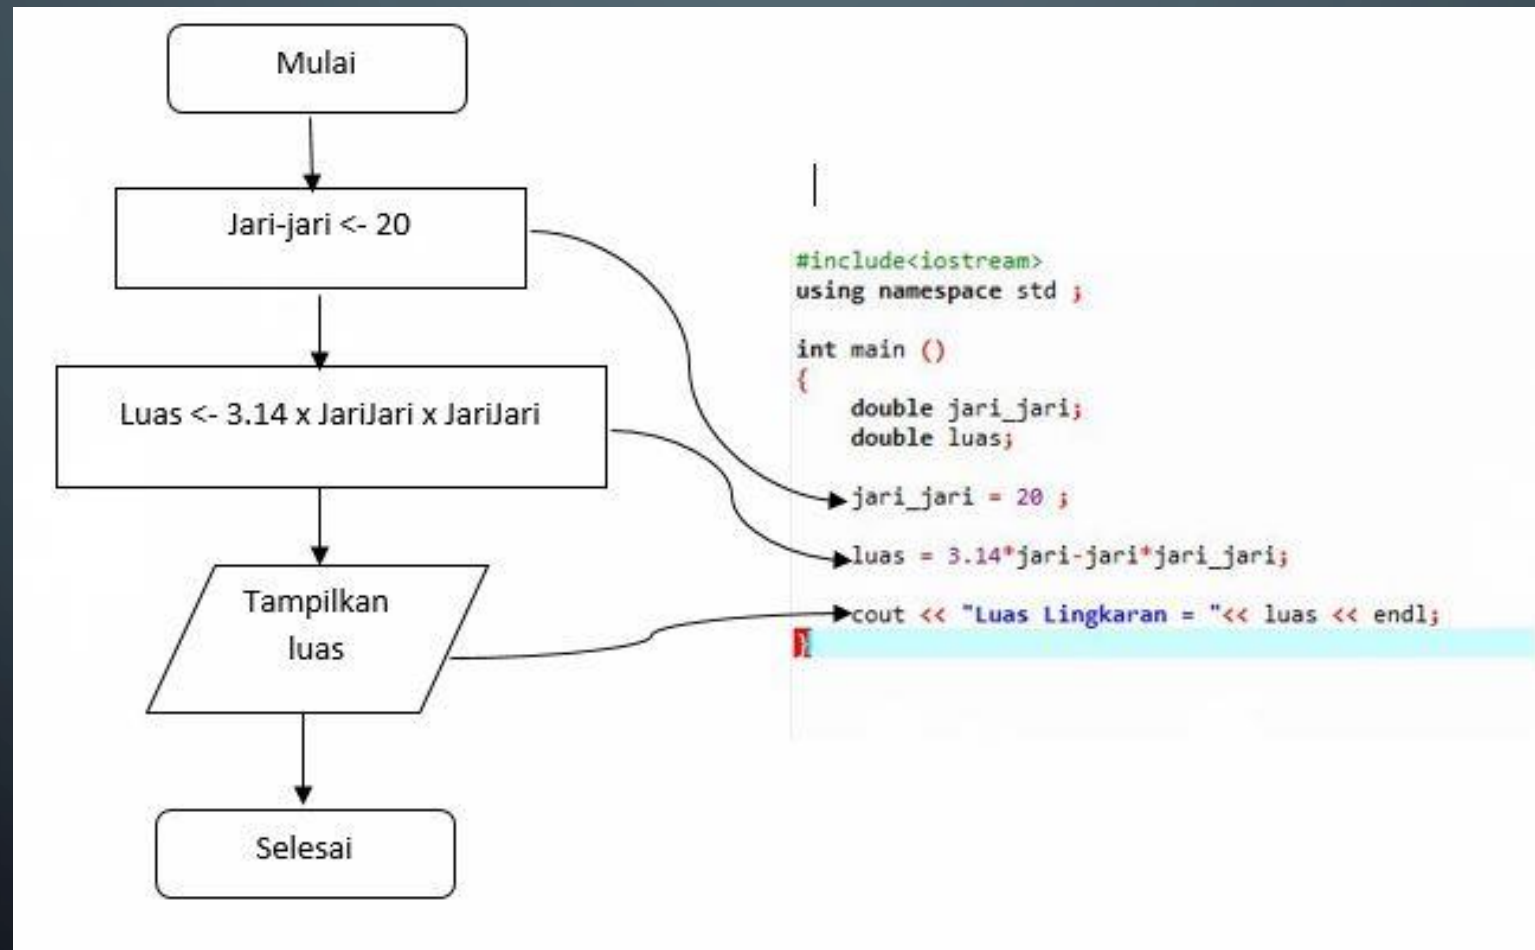 Mulai
Jari-jari <- 20
Luas <- 3.14 x JariJari x JariJari
Tampilkan
luas
Selesai
#include<iostream>
using namespace std ;
int main ()
{
double jari_jari;
double luas;
jari_jari = 20 ;
luas = 3.14*jari-jari*jari_jari;
cout << "Luas Lingkaran = "<< luas << endl;
}